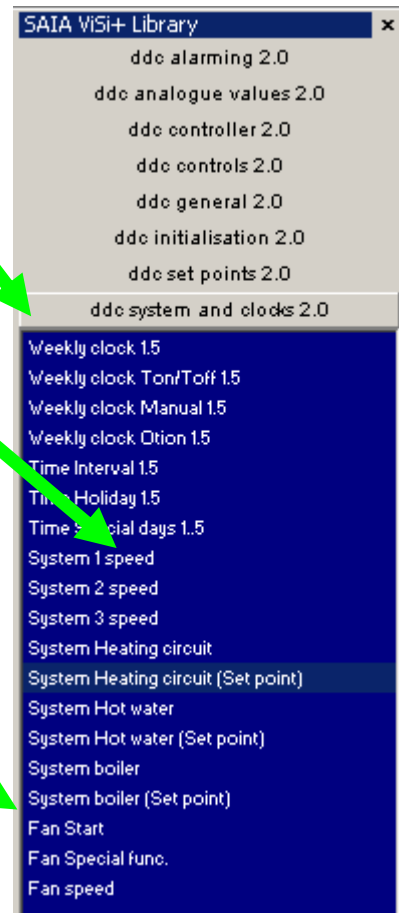 SAIA ViSi+ Library ×
ddc alarming 2.0
ddc analogue values 2.0
ddc controller 2.0
ddc controls 2.0
ddc general 2.0
ddc initialisation 2.0
ddc set points 2.0
ddc system and clocks 2.0
Weekly clock 1.5
Weekly clock Ton/Toff 1.5
Weekly clock Manual 1.5
Weekly clock Otion 1.5
Time Interval 1.5
Time Holiday 1.5
Time Special days 1..5
System 1 speed
System 2 speed
System 3 speed
System Heating circuit
System Heating circuit (Set point)
System Hot water
System Hot water (Set point)
System boiler
System boiler (Set point)
Fan Start
Fan Special func.
Fan speed